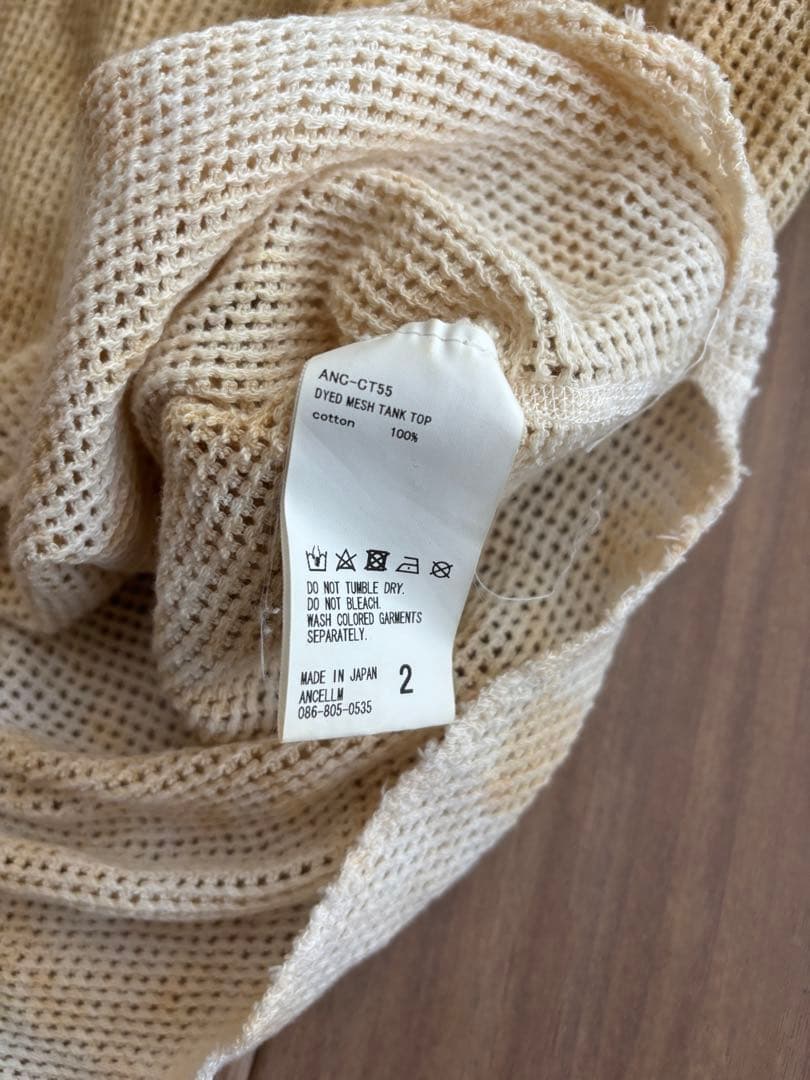 ANC-CT55
DYED MESH TANK TOP
cotton 100%
DO NOT TUMBLE DRY.
DO NOT BLEACH.
WASH COLORED GARMENTS
SEPARATELY.
MADE IN JAPAN 2
ANCELLM
086-805-0535